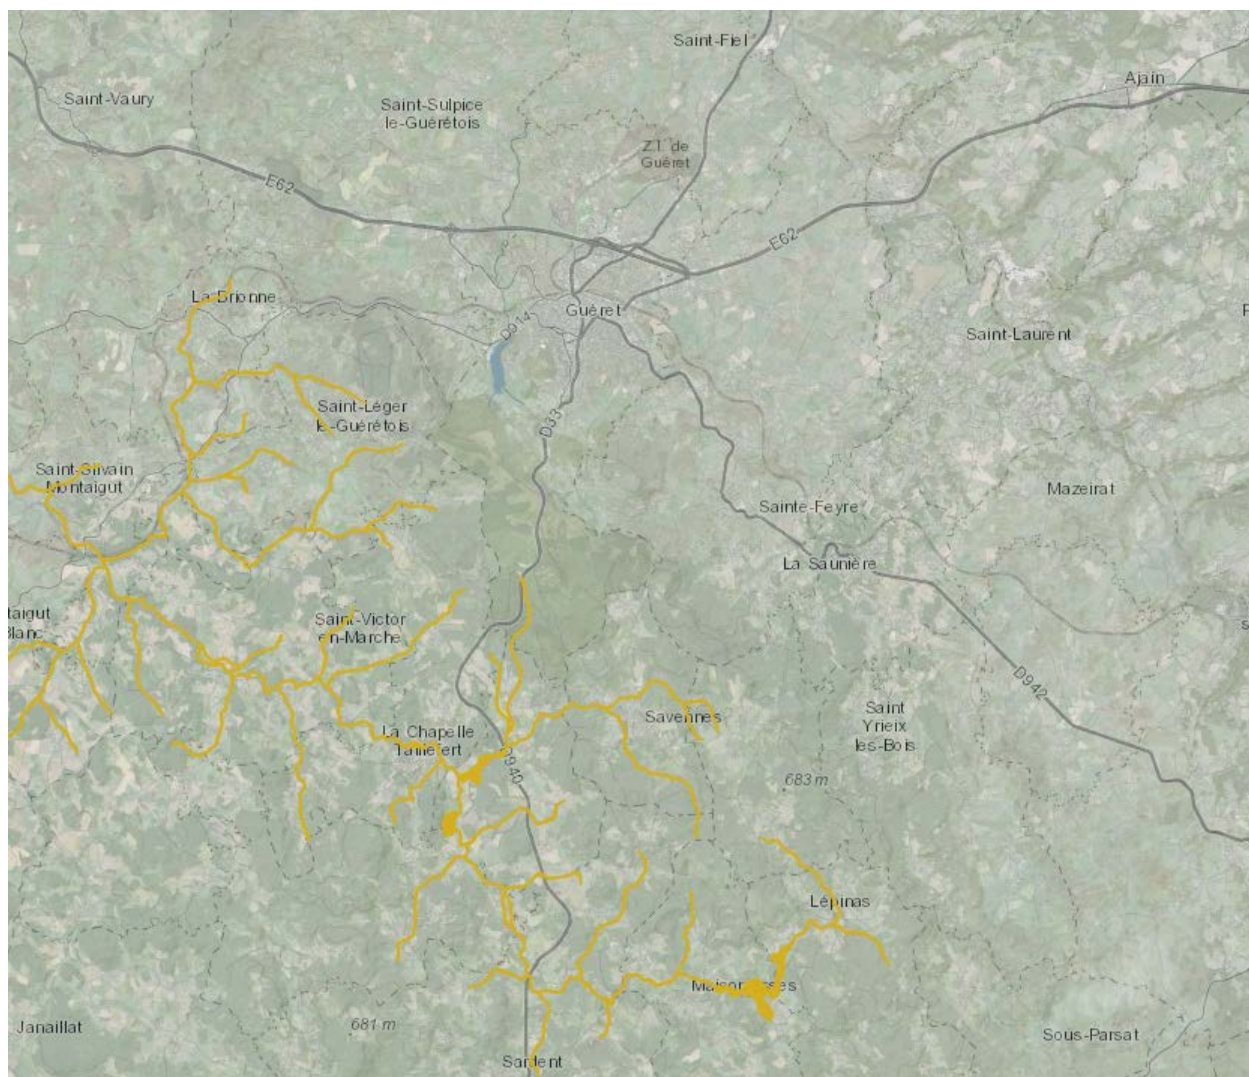 Saint-Fiel
Ajain
Saint-Vaury
Saint-Sulpice
le-Guérétois
Z.I. de
Guéret
E62
E62
La Brionne
Guéret
D914
Saint-Laurent
Saint-Léger
le-Guérétois
D33
Saint-Silvain
Montaigut
Mazeirat
Sainte-Feyre
La Saunière
taigut
Blanc
Saint-Victor
en-Marche
D942
Savennes
Saint
Yrieix
les-Bois
La Chapelle
Taillefert
D940
683 m
Lépinas
Maisonnisses
681 m
Janaillat
Sous-Parsat
Sardent